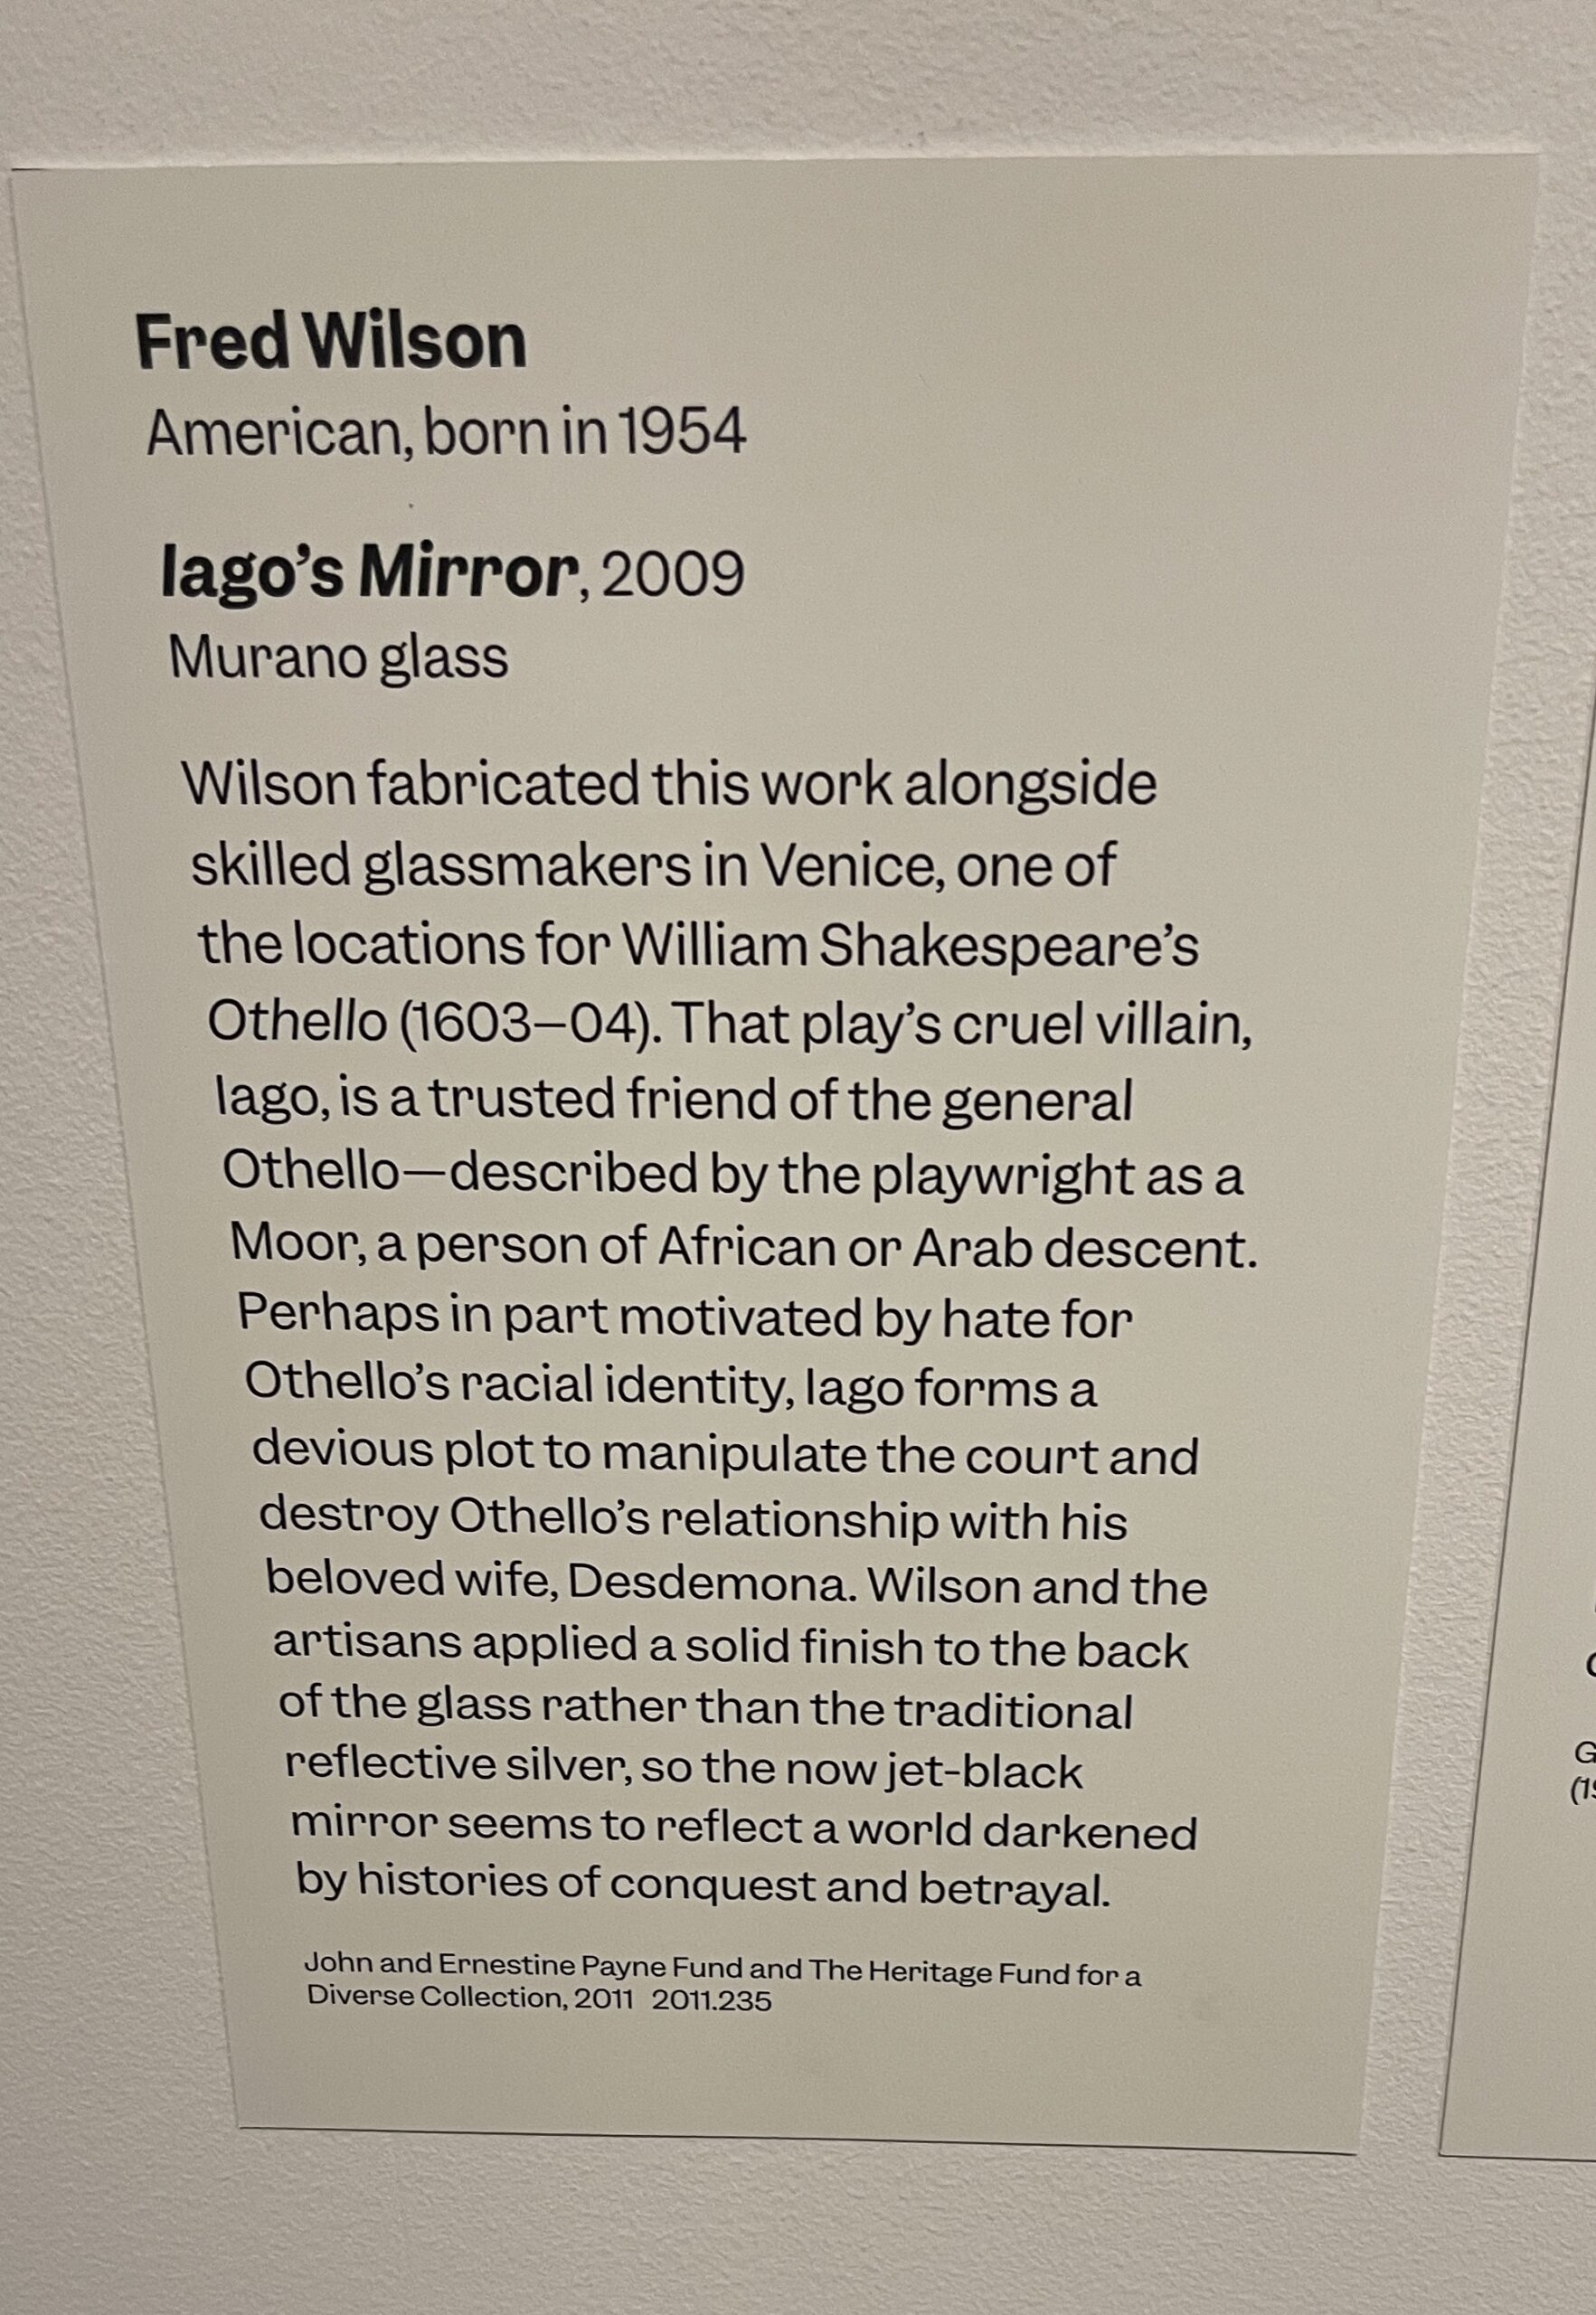 Fred Wilson
American, born in 1954
Iago’s Mirror, 2009
Murano glass
Wilson fabricated this work alongside
skilled glassmakers in Venice, one of
the locations for William Shakespeare’s
Othello (1603–04). That play’s cruel villain,
Iago, is a trusted friend of the general
Othello—described by the playwright as a
Moor, a person of African or Arab descent.
Perhaps in part motivated by hate for
Othello’s racial identity, Iago forms a
devious plot to manipulate the court and
destroy Othello’s relationship with his
beloved wife, Desdemona. Wilson and the
artisans applied a solid finish to the back
of the glass rather than the traditional
reflective silver, so the now jet-black
mirror seems to reflect a world darkened
by histories of conquest and betrayal.
John and Ernestine Payne Fund and The Heritage Fund for a
Diverse Collection, 2011 2011.235